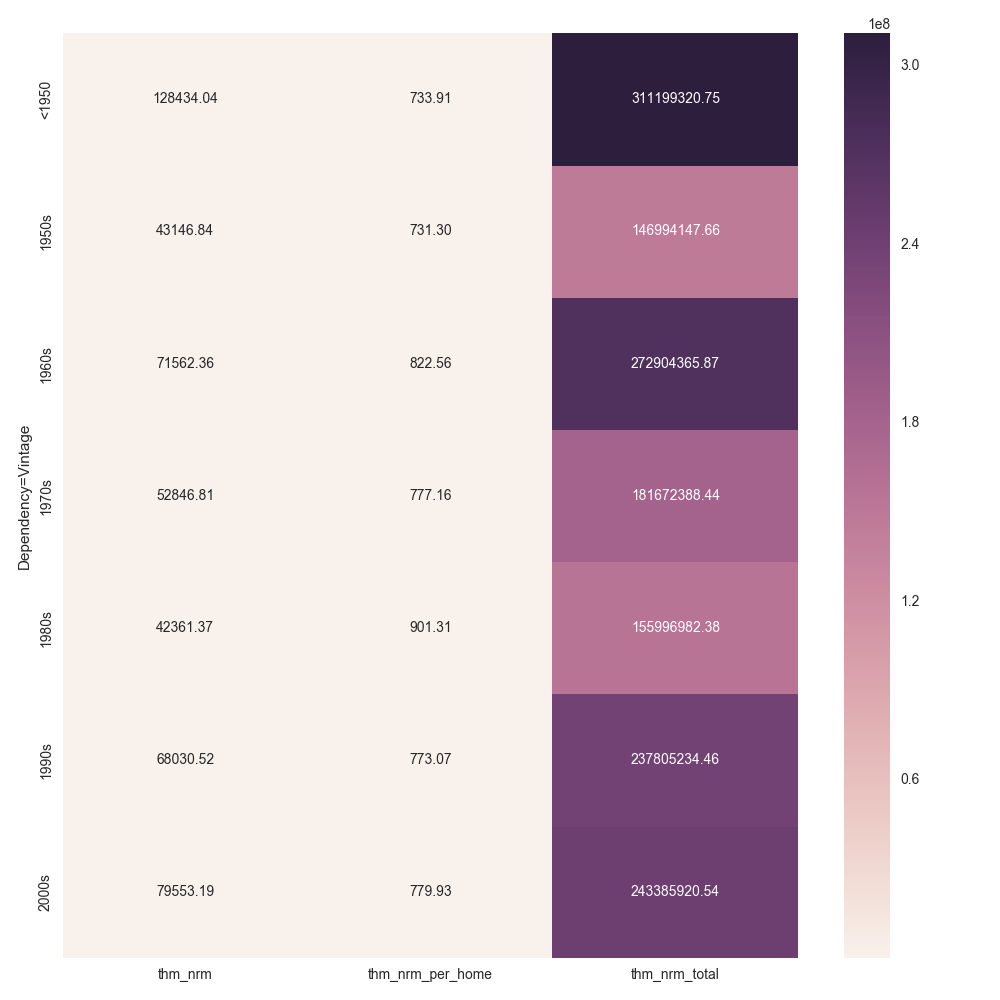 1e8
<1950 128434.04 733.91 311199320.75
3.0
1950s 43146.84 731.30 146994147.66
2.4
1960s 71562.36 822.56 272904365.87
1.8
Dependency=Vintage
1970s 52846.81 777.16 181672388.44
1.2
1980s 42361.37 901.31 155996982.38
1990s 68030.52 773.07 237805234.46
0.6
2000s 79553.19 779.93 243385920.54
thm_nrm thm_nrm_per_home thm_nrm_total